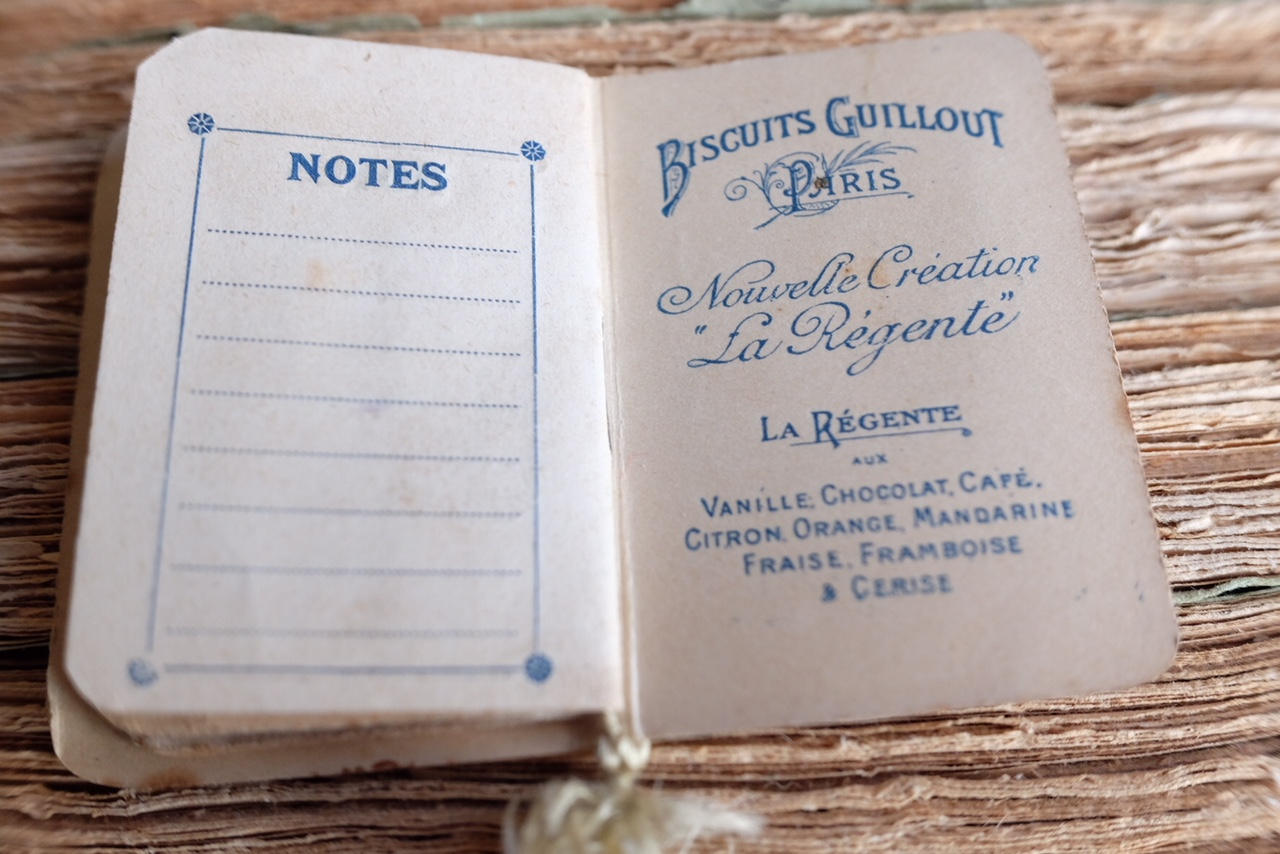 NOTES
BISCUITS GUILLOUT
PARIS
Nouvelle Création
"La Régente"
LA RÉGENTE
AUX
VANILLE, CHOCOLAT, CAFÉ,
CITRON, ORANGE, MANDARINE
FRAISE, FRAMBOISE
& CERISE